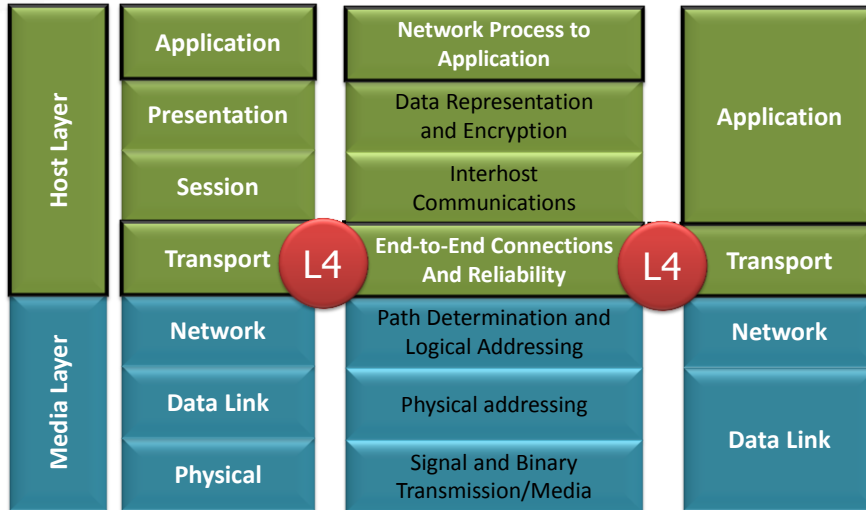 Host Layer
Media Layer
Application
Presentation
Session
Transport
Network
Data Link
Physical
L4
Network Process to
Application
Data Representation
and Encryption
Interhost
Communications
End-to-End Connections
And Reliability
Path Determination and
Logical Addressing
Physical addressing
Signal and Binary
Transmission/Media
L4
Application
Transport
Network
Data Link